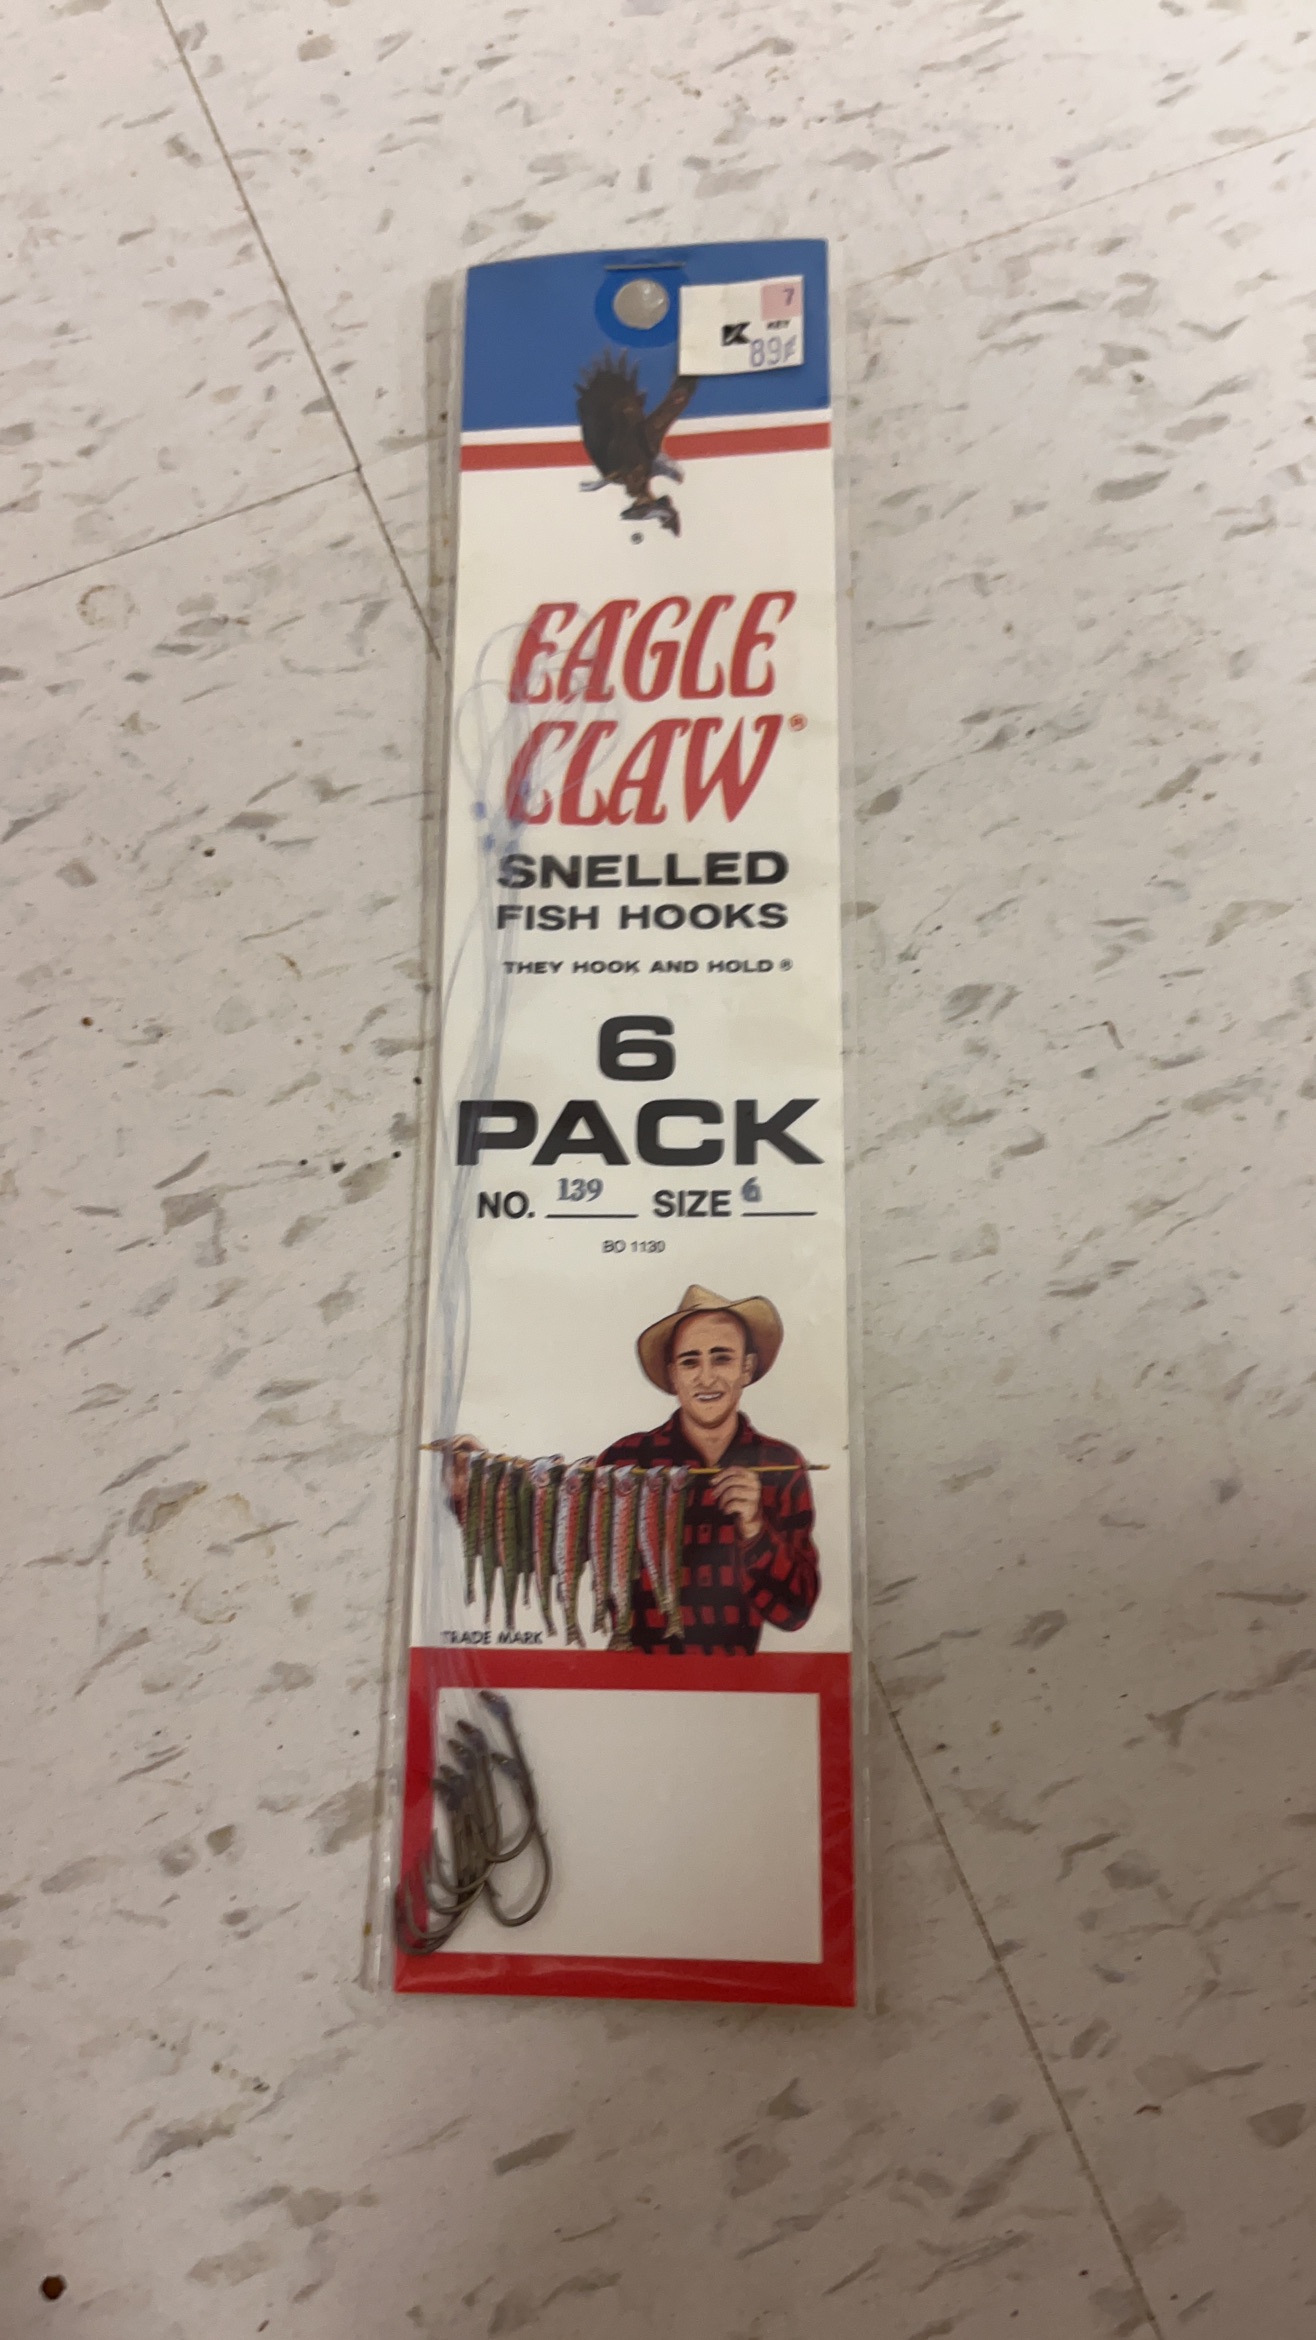 7
K KEY
89¢
®
EAGLE
CLAW®
SNELLED
FISH HOOKS
THEY HOOK AND HOLD®
6
PACK
NO. 139 SIZE 6
BD 1130
TRADE MARK